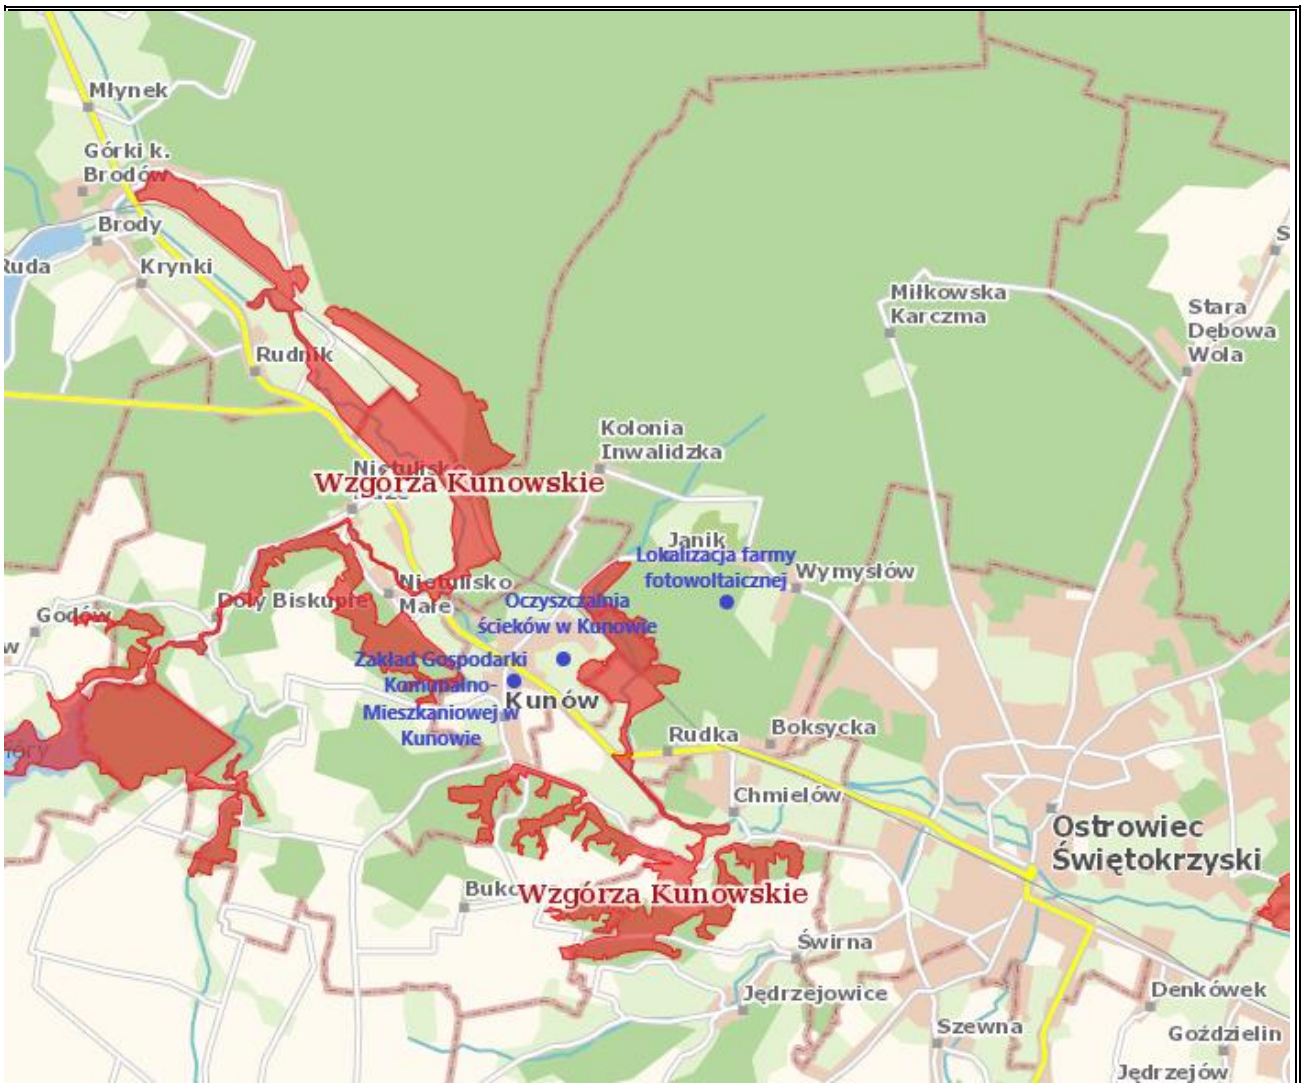 Młynek
Górki k.
Brodów
Brody
Ruda
Krynki
S
Miłkowska
Karczma
Stara
Dębowa
Wola
Rudnik
Kolonia
Inwalidzka
Nietulisko
Wzgórza Kunowskie
Janik
Lokalizacja farmy
fotowoltaicznej
Wymysłów
Nietulisko
Małe
Doły Biskupie
Godów
w
Oczyszczalnia
ścieków w Kunowie
Zakład Gospodarki
Komunalno-
Mieszkaniowej w
Kunowie
Kunów
Rudka
Boksycka
Chmielów
Ostrowiec
Świętokrzyski
Wzgórza Kunowskie
Świrna
Jędrzejowice
Denkówek
Szewna
Goździelin
Jędrzejów